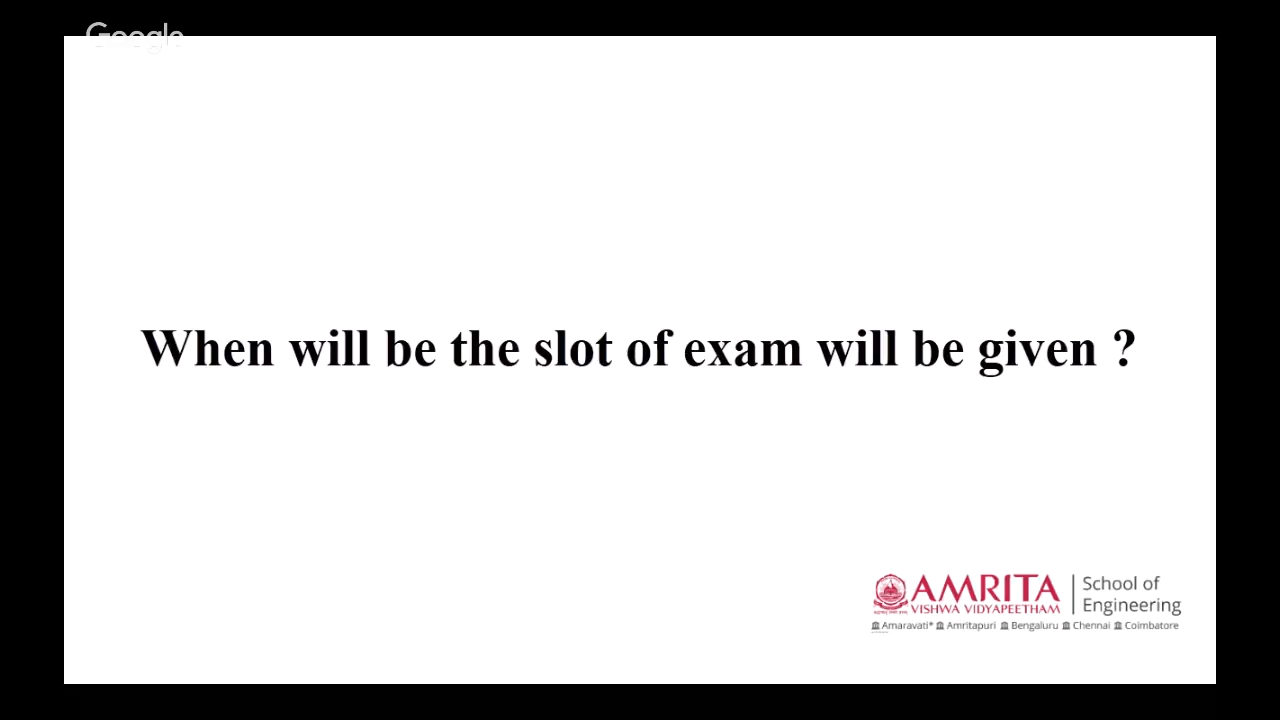 Google
When will be the slot of exam will be given ?
AMRITA
VISHWA VIDYAPEETHAM
School of
Engineering
Amaravati* Amritapuri Bengaluru Chennai Coimbatore